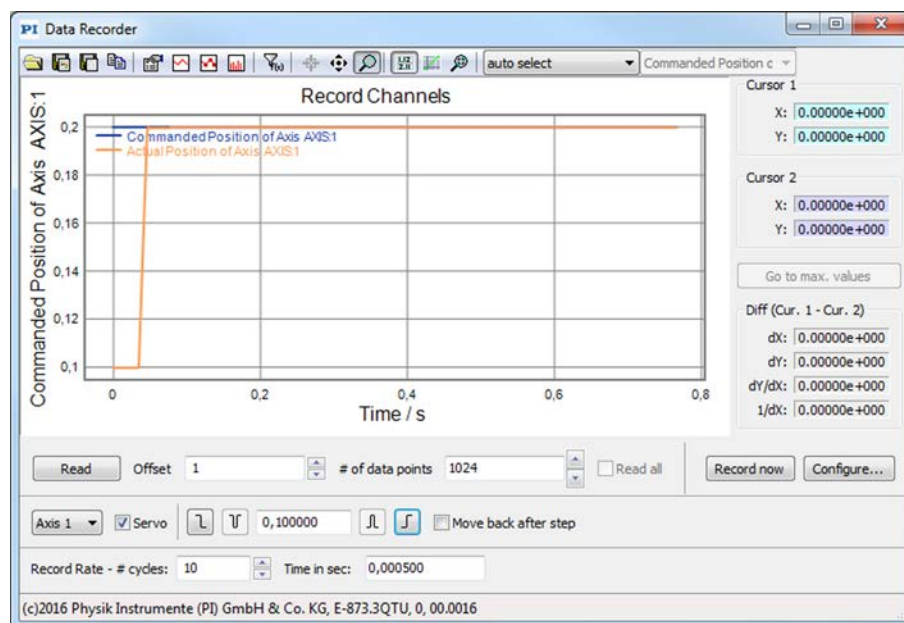 PI Data Recorder
auto select
Commanded Position c
Record Channels
Commanded Position of Axis AXIS:1
Commanded Position of Axis AXIS:1
Actual Position of Axis AXIS:1
0,2
0,18
0,16
0,14
0,12
0,1
0 0,2 0,4 0,6 0,8
Time / s
Cursor 1
X: 0.00000e+000
Y: 0.00000e+000
Cursor 2
X: 0.00000e+000
Y: 0.00000e+000
Go to max. values
Diff (Cur. 1 - Cur. 2)
dX: 0.00000e+000
dY: 0.00000e+000
dY/dX: 0.00000e+000
1/dX: 0.00000e+000
Read Offset 1 # of data points 1024 Read all Record now Configure...
Axis 1 Servo 0,100000 Move back after step
Record Rate - # cycles: 10 Time in sec: 0,000500
(c)2016 Physik Instrumente (PI) GmbH & Co. KG, E-873.3QTU, 0, 00.0016